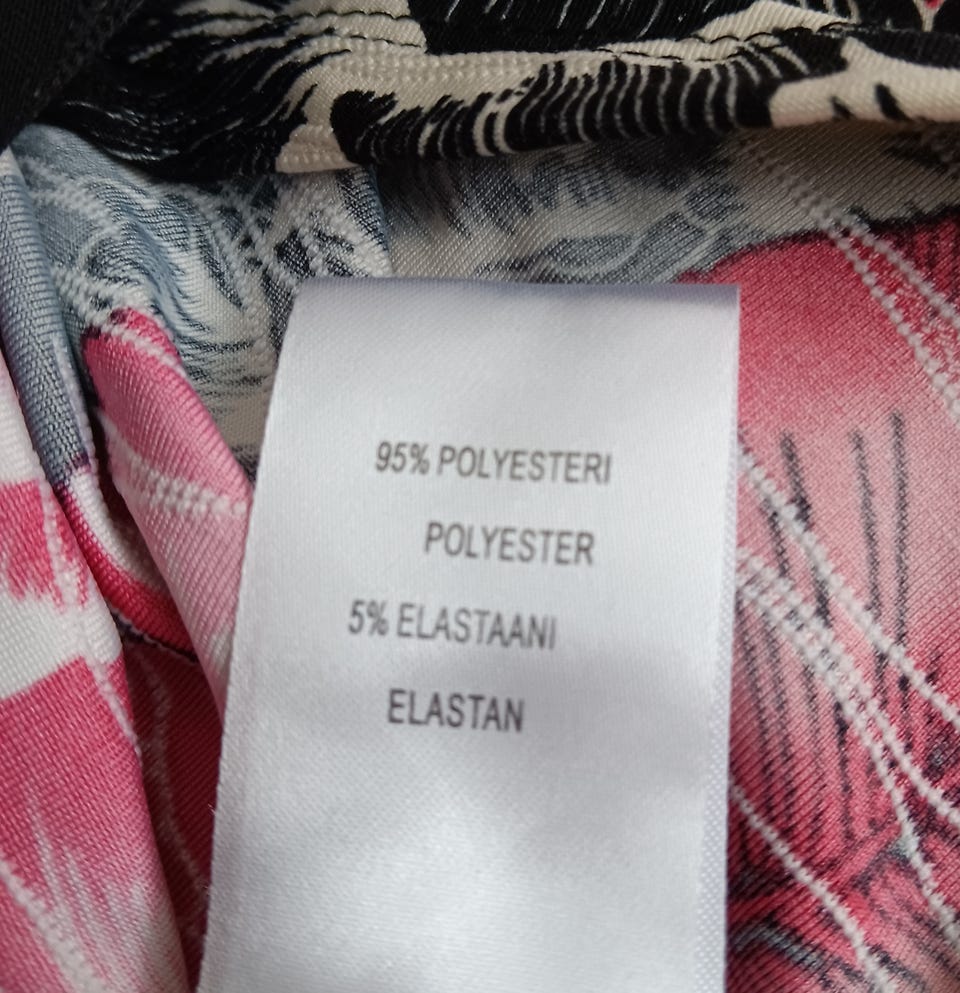 95% POLYESTERI
POLYESTER
5% ELASTAANI
ELASTAN